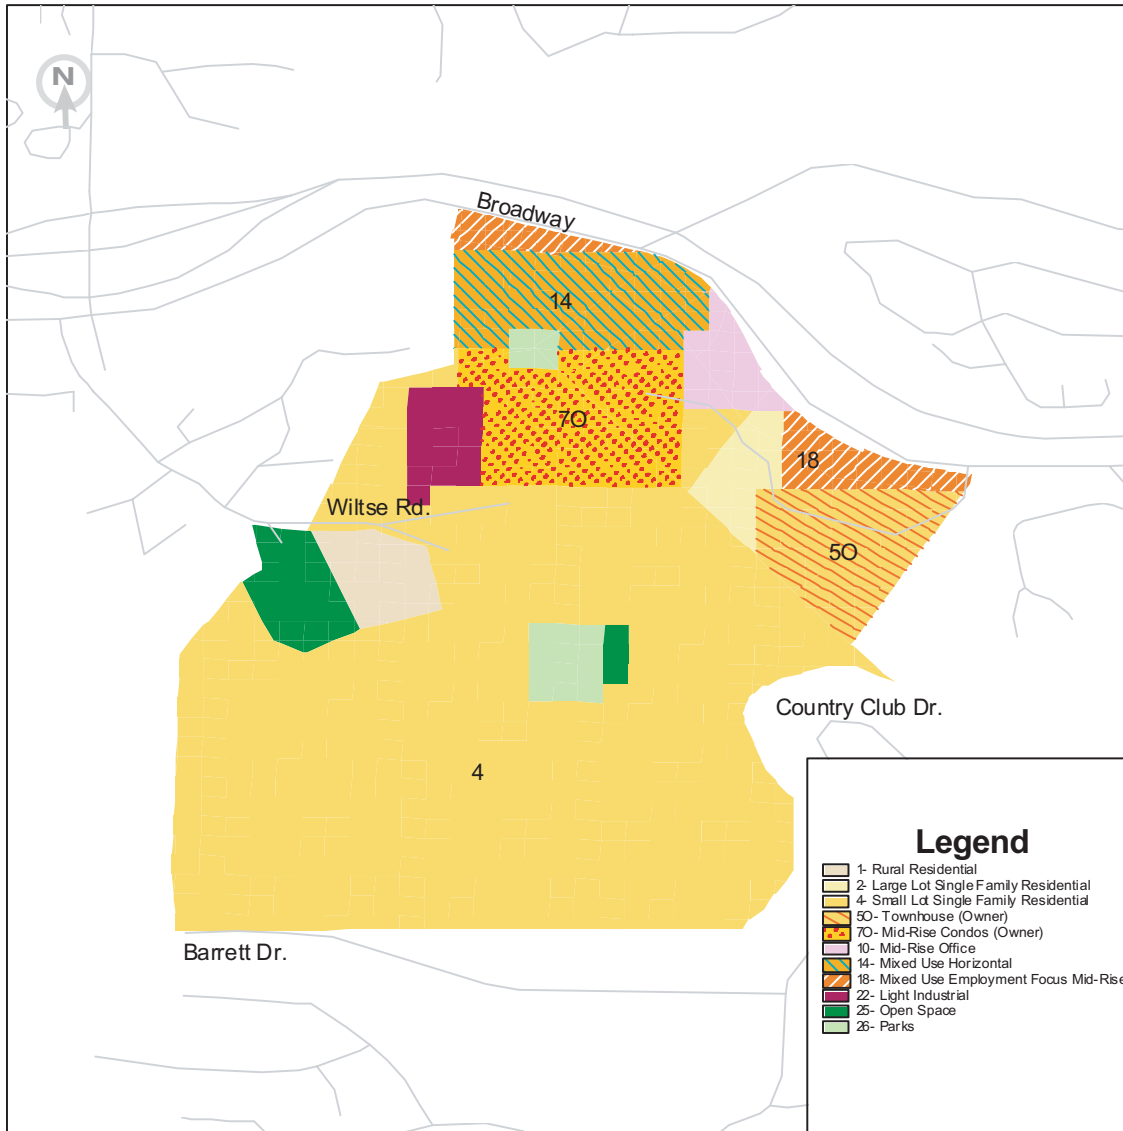 N
Broadway
14
7O
18
Wiltse Rd.
5O
Country Club Dr.
4
Barrett Dr.
Legend
1- Rural Residential
2- Large Lot Single Family Residential
4- Small Lot Single Family Residential
5O- Townhouse (Owner)
7O- Mid-Rise Condos (Owner)
10- Mid-Rise Office
14- Mixed Use Horizontal
18- Mixed Use Employment Focus Mid-Rise
22- Light Industrial
25- Open Space
26- Parks